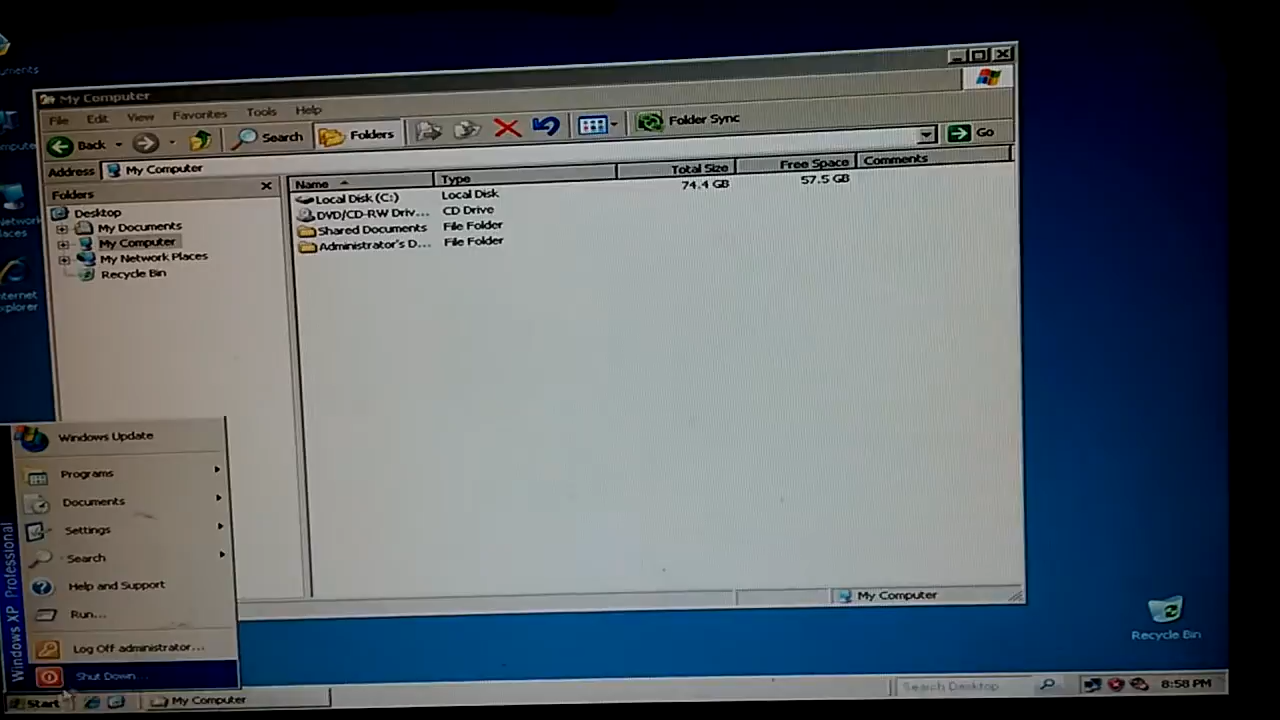 My Computer
File Edit View Favorites Tools Help
Back Search Folders Folder Sync
Address My Computer Go
Folders
Name Type Total Size Free Space Comments
Local Disk (C:) Local Disk 74.4 GB 57.5 GB
DVD/CD-RW Driv... CD Drive
Shared Documents File Folder
Administrator's D... File Folder
Desktop
My Documents
My Computer
My Network Places
Recycle Bin
Windows Update
Programs
Documents
Settings
Search
Help and Support
Run...
Log Off administrator...
Shut Down...
Windows XP Professional
My Computer
Recycle Bin
Start My Computer Search Desktop 8:58 PM